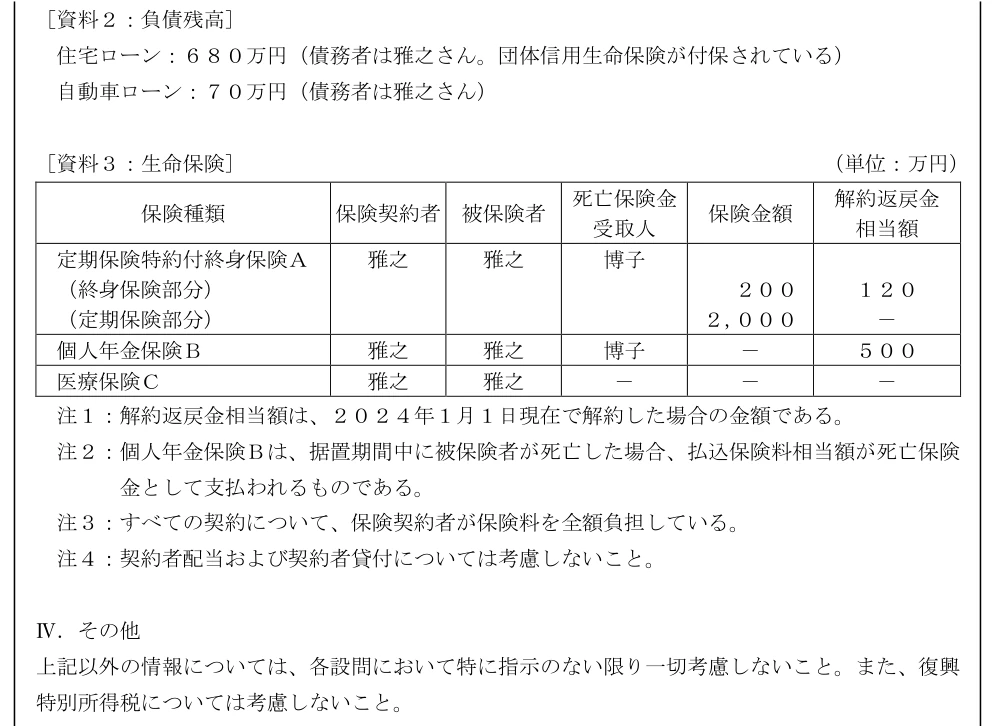 ［資料２：負債残高］
住宅ローン：６８０万円（債務者は雅之さん。団体信用生命保険が付保されている）
自動車ローン：７０万円（債務者は雅之さん）
［資料３：生命保険］　（単位：万円）
保険種類　保険契約者　被保険者　死亡保険金受取人　保険金額　解約返戻金相当額
定期保険特約付終身保険Ａ　雅之　雅之　博子
（終身保険部分）　２００　１２０
（定期保険部分）　２，０００　－
個人年金保険Ｂ　雅之　雅之　博子　－　５００
医療保険Ｃ　雅之　雅之　－　－　－
注１：解約返戻金相当額は、２０２４年１月１日現在で解約した場合の金額である。
注２：個人年金保険Ｂは、据置期間中に被保険者が死亡した場合、払込保険料相当額が死亡保険
金として支払われるものである。
注３：すべての契約について、保険契約者が保険料を全額負担している。
注４：契約者配当および契約者貸付については考慮しないこと。
Ⅳ．その他
上記以外の情報については、各設問において特に指示のない限り一切考慮しないこと。また、復興
特別所得税については考慮しないこと。